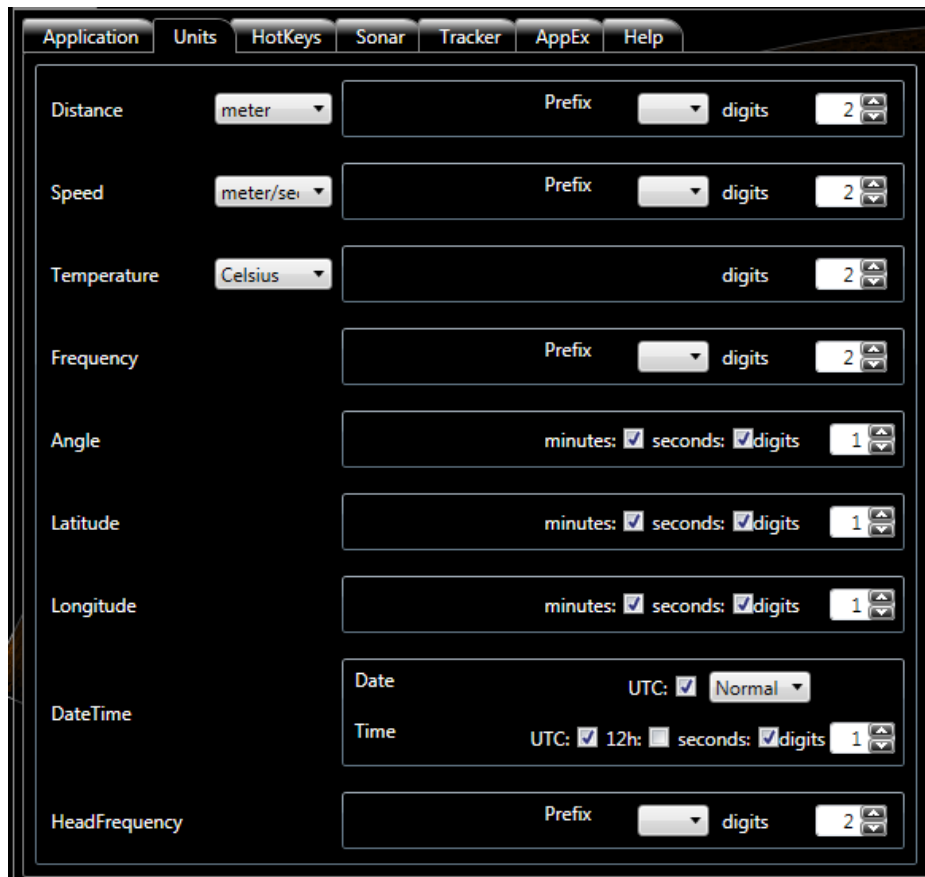 Application Units HotKeys Sonar Tracker AppEx Help
Distance meter Prefix digits 2
Speed meter/sec Prefix digits 2
Temperature Celsius digits 2
Frequency Prefix digits 2
Angle minutes: seconds: digits 1
Latitude minutes: seconds: digits 1
Longitude minutes: seconds: digits 1
Date UTC: Normal
DateTime
Time UTC: 12h: seconds: digits 1
HeadFrequency Prefix digits 2